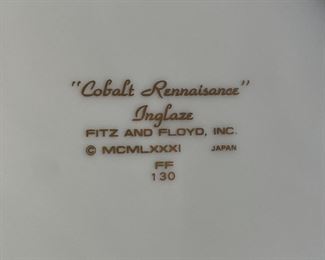 "Cobalt Rennaisance"
Inglaze
FITZ AND FLOYD, INC.
© MCMLXXXI JAPAN
FF
130